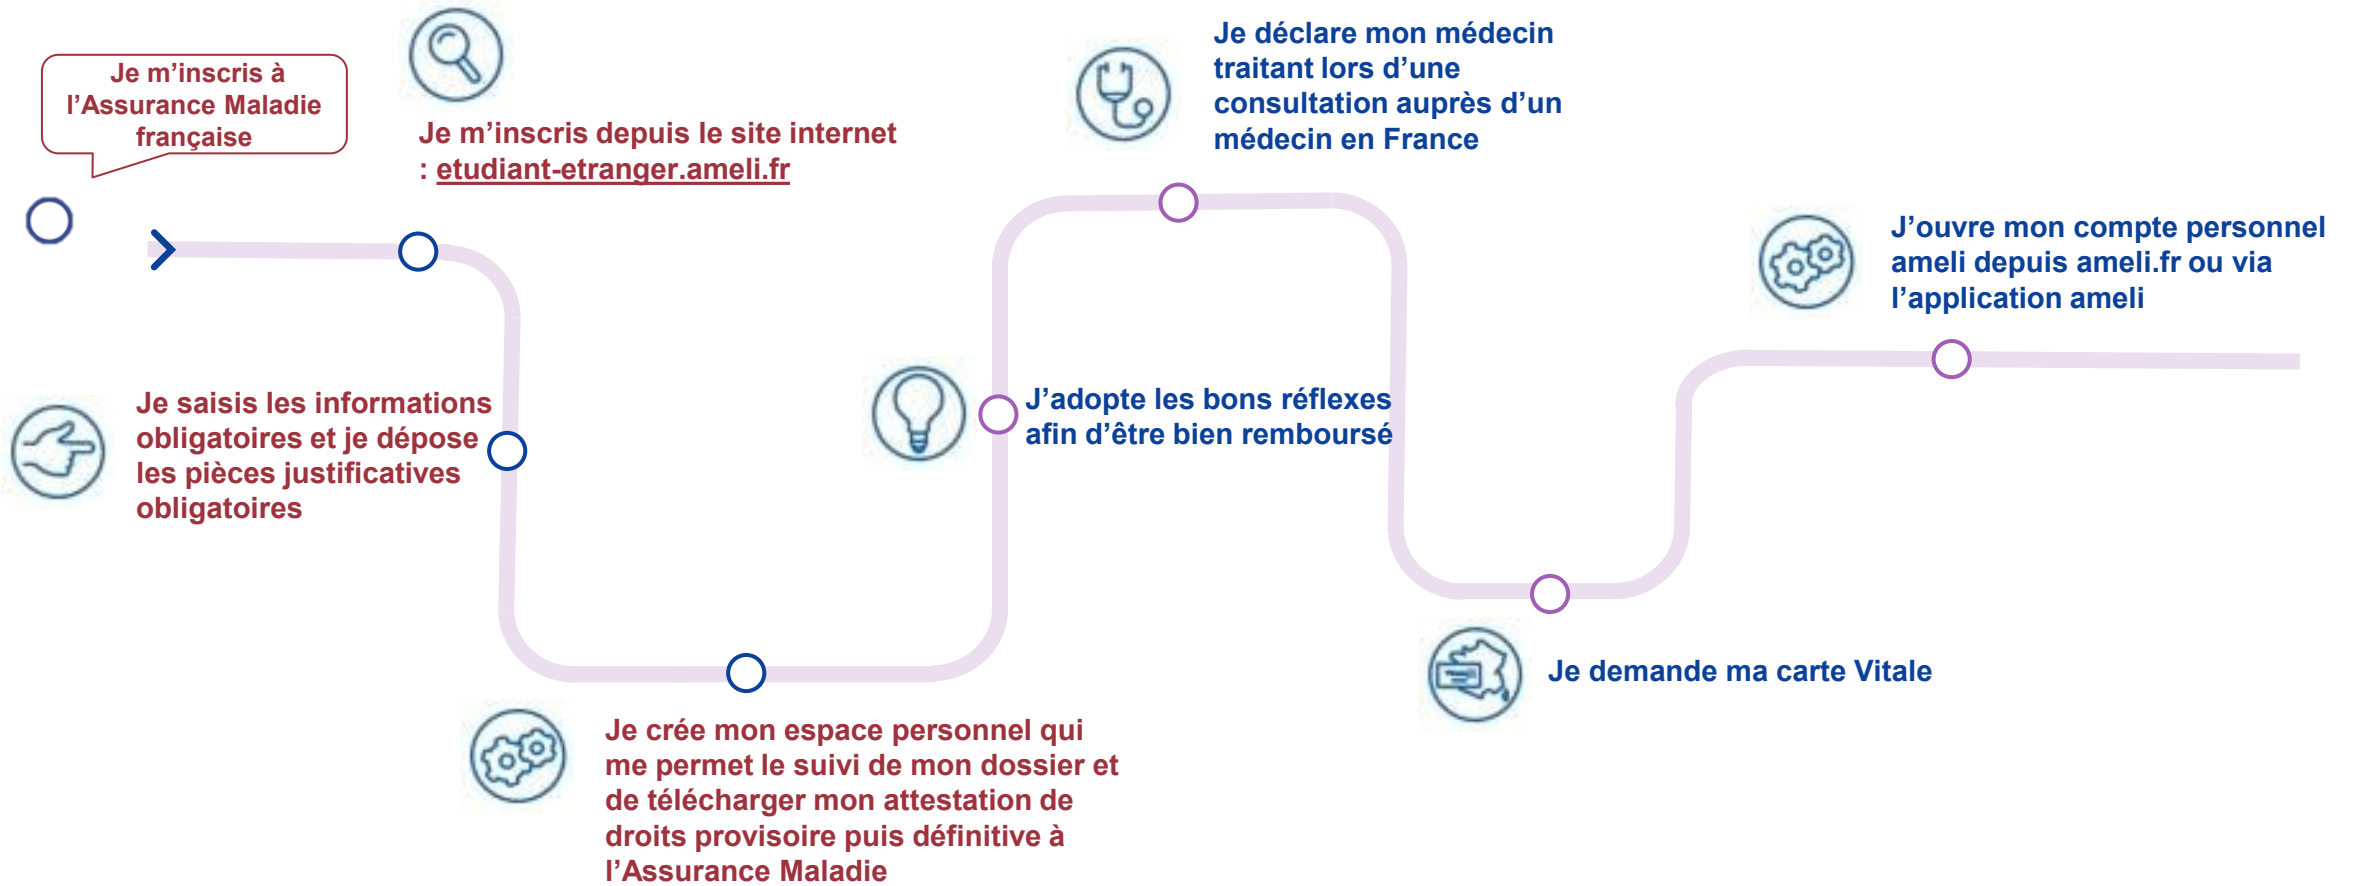 Je m’inscris à
l’Assurance Maladie
française
Je m’inscris depuis le site internet
: etudiant-etranger.ameli.fr
Je saisis les informations
obligatoires et je dépose
les pièces justificatives
obligatoires
Je crée mon espace personnel qui
me permet le suivi de mon dossier et
de télécharger mon attestation de
droits provisoire puis définitive à
l’Assurance Maladie
J’adopte les bons réflexes
afin d’être bien remboursé
Je déclare mon médecin
traitant lors d’une
consultation auprès d’un
médecin en France
Je demande ma carte Vitale
J’ouvre mon compte personnel
ameli depuis ameli.fr ou via
l’application ameli